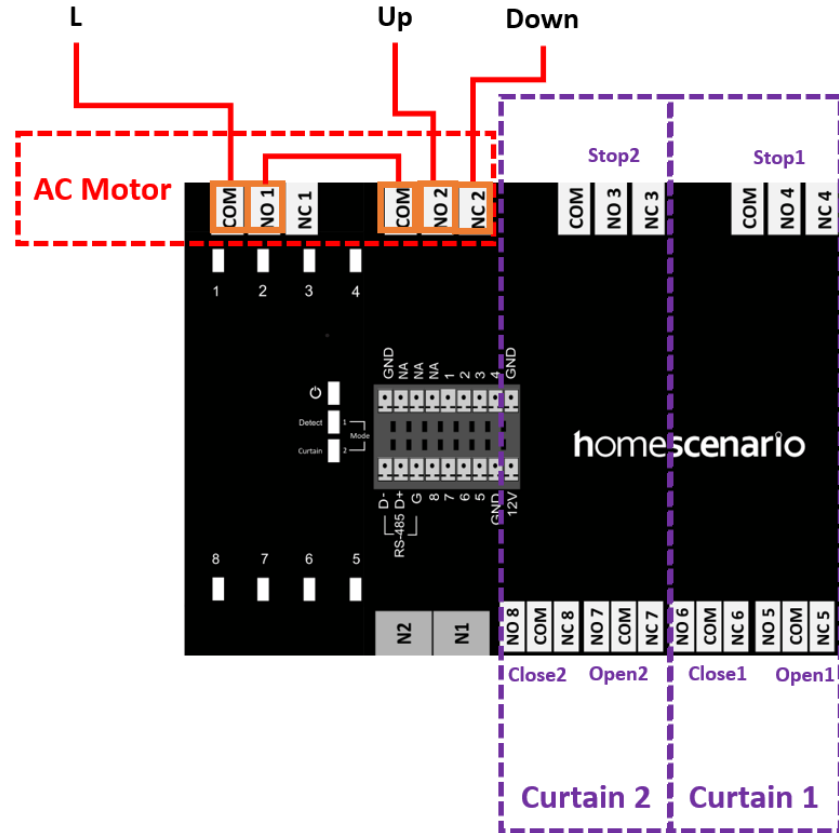 L
Up
Down
Stop2
Stop1
AC Motor
COM
NO 1
NC 1
COM
NO 2
NC 2
COM
NO 3
NC 3
COM
NO 4
NC 4
1
2
3
4
GND
NA
NA
NA
1
2
3
4
GND
Detect
1
Mode
Curtain
2
homescenario
D-
D+
G
8
7
6
5
GND
12V
RS-485
8
7
6
5
N2
N1
NO 8
COM
NC 8
NO 7
COM
NC 7
NO 6
COM
NC 6
NO 5
COM
NC 5
Close2
Open2
Close1
Open1
Curtain 2
Curtain 1